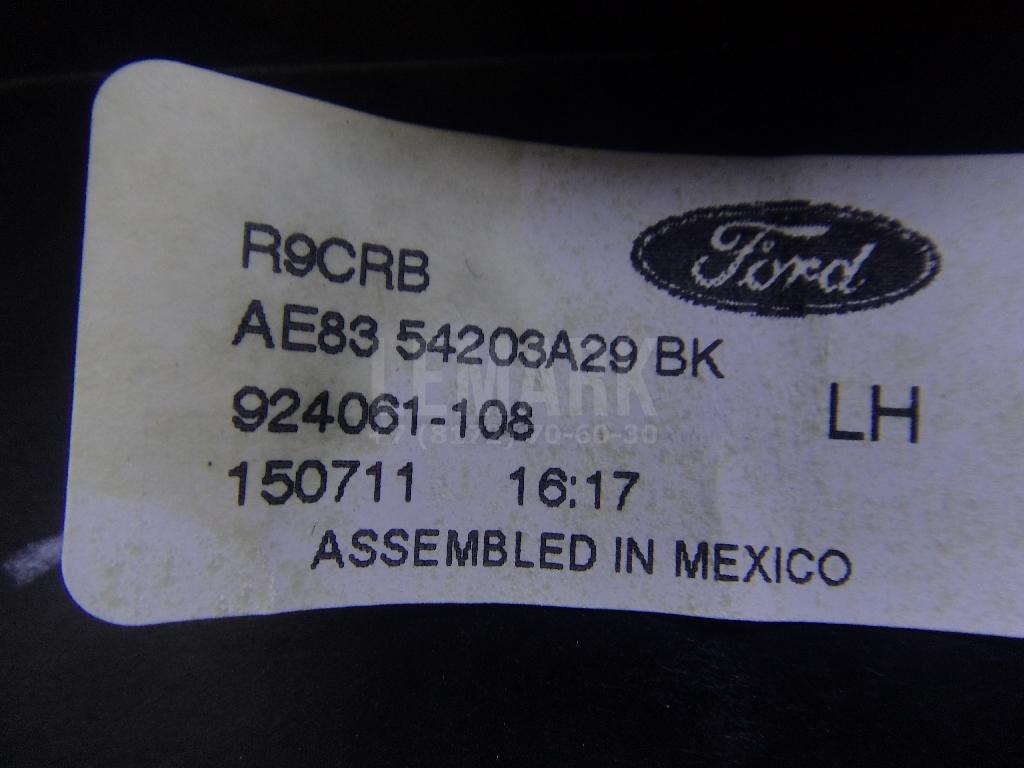 Ford
R9CRB
AE83 54203A29 BK
LEMARK
924061-108
LH
150711 16:17
ASSEMBLED IN MEXICO